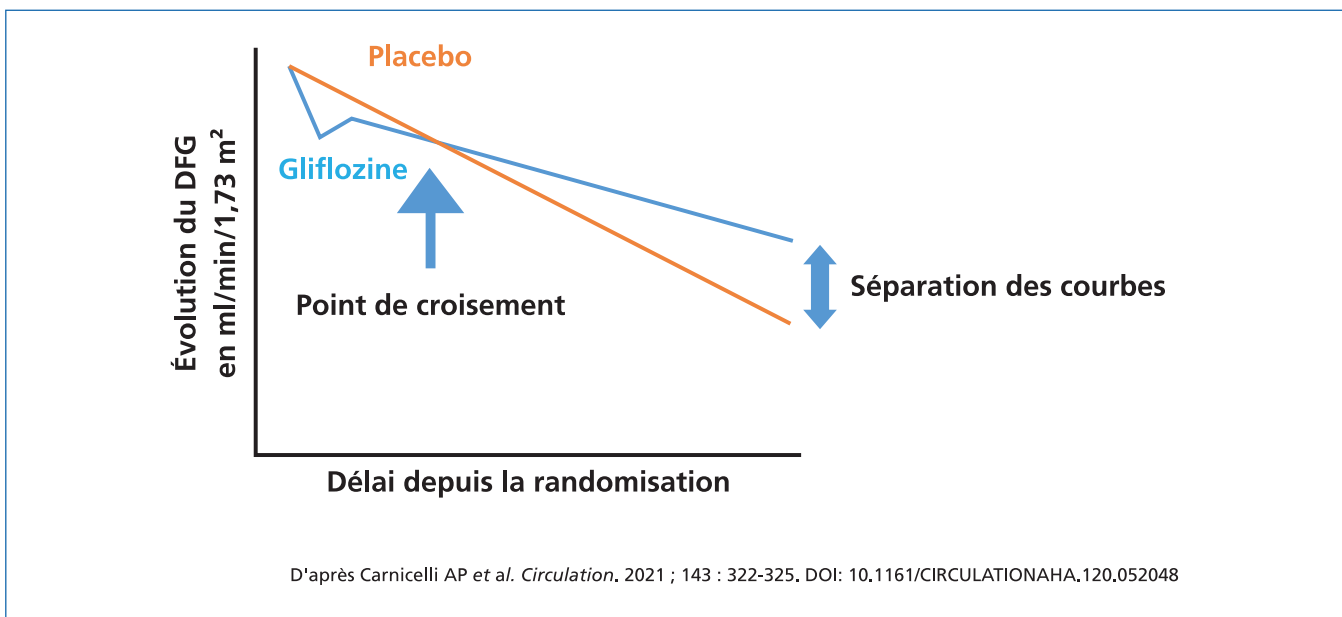 Placebo
Évolution du DFG
en ml/min/1,73 m²
Gliflozine
Point de croisement
Séparation des courbes
Délai depuis la randomisation
D'après Carnicelli AP et al. Circulation. 2021 ; 143 : 322-325. DOI: 10.1161/CIRCULATIONAHA.120.052048